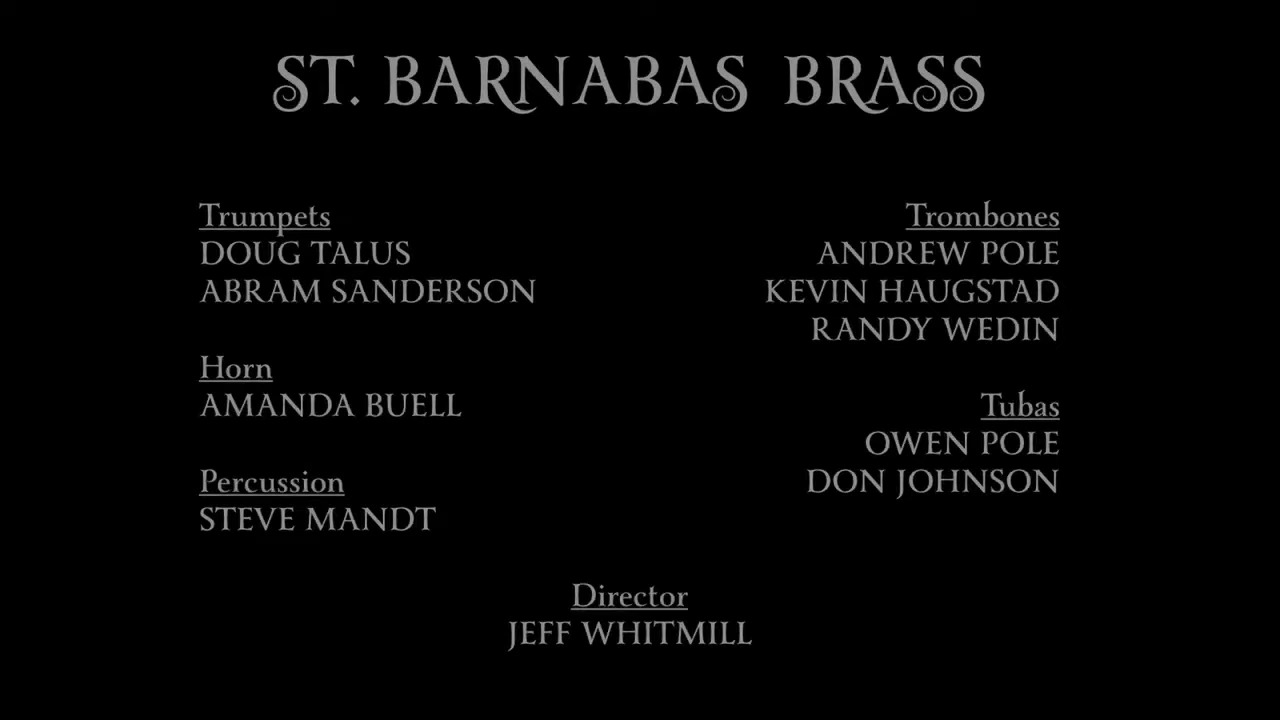 ST. BARNABAS BRASS
Trumpets
DOUG TALUS
ABRAM SANDERSON
Horn
AMANDA BUELL
Percussion
STEVE MANDT
Trombones
ANDREW POLE
KEVIN HAUGSTAD
RANDY WEDIN
Tubas
OWEN POLE
DON JOHNSON
Director
JEFF WHITMILL